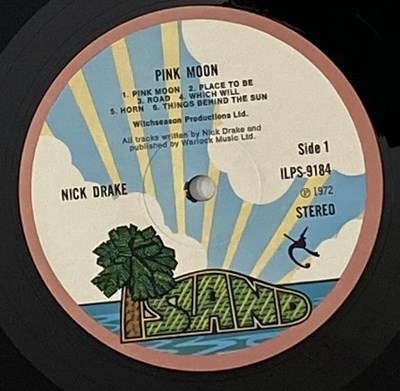 PINK MOON
1. PINK MOON 2. PLACE TO BE
3. ROAD 4. WHICH WILL
5. HORN 6. THINGS BEHIND THE SUN
Witchseason Productions Ltd.
All tracks written by Nick Drake and
published by Warlock Music Ltd.
Side 1
NICK DRAKE
ILPS-9184
℗ 1972
STEREO
ISLAND